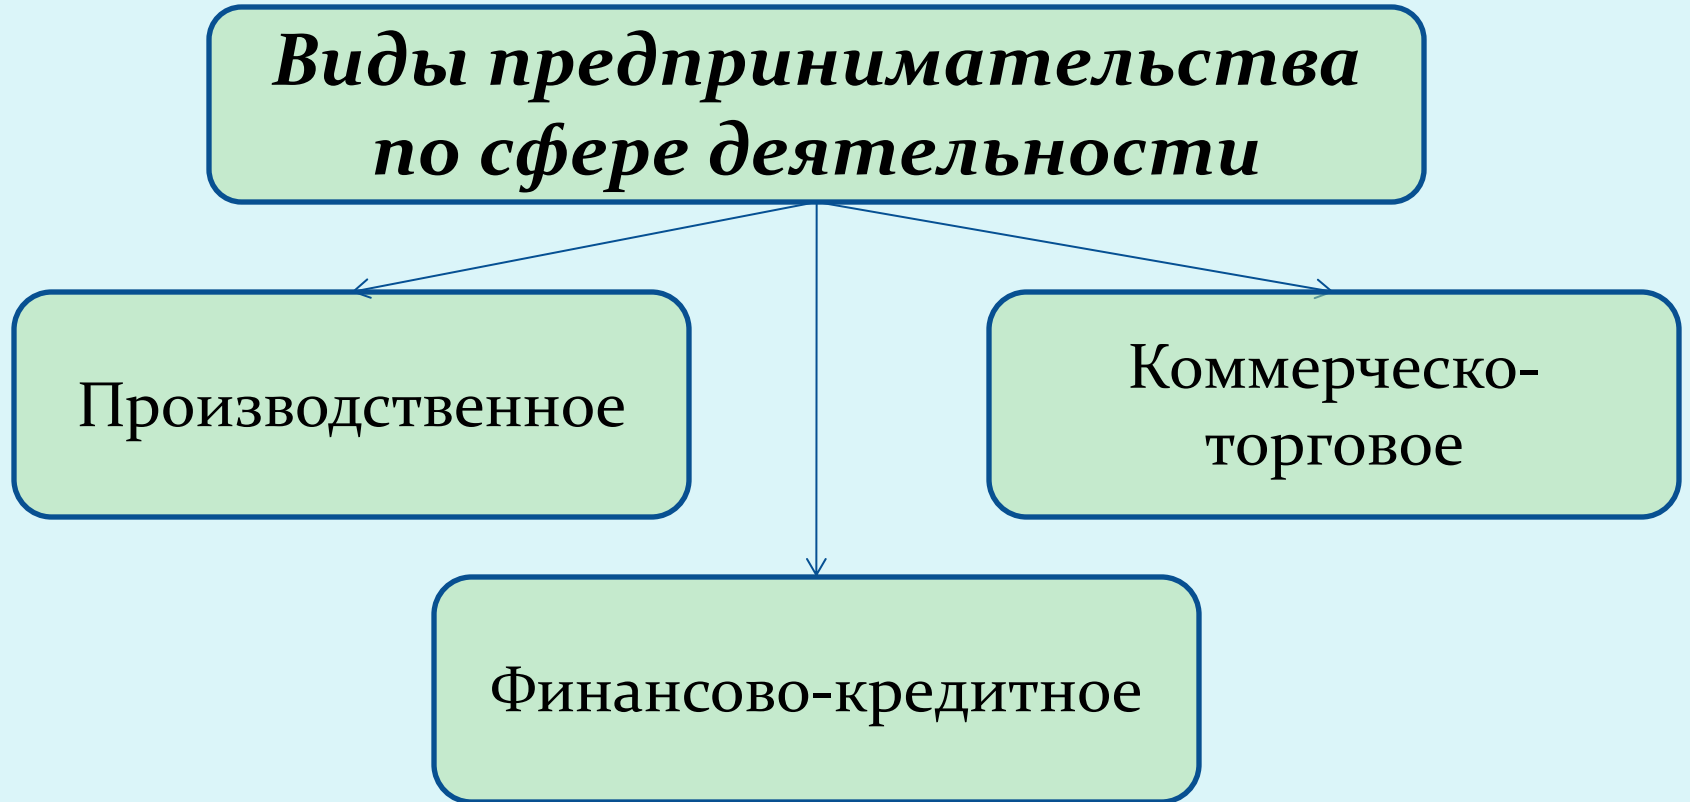 Виды предпринимательства
по сфере деятельности
Производственное
Коммерческо-
торговое
Финансово-кредитное